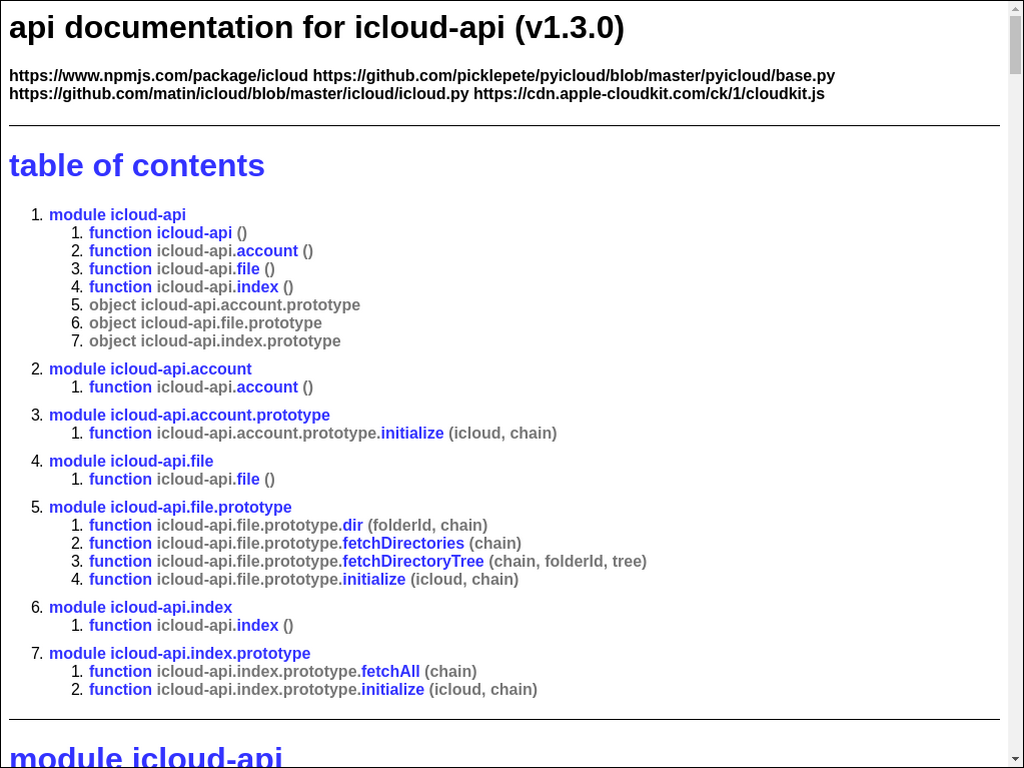 api documentation for icloud-api (v1.3.0)
https://www.npmjs.com/package/icloud https://github.com/picklepete/pyicloud/blob/master/pyicloud/base.py
https://github.com/matin/icloud/blob/master/icloud/icloud.py https://cdn.apple-cloudkit.com/ck/1/cloudkit.js
table of contents
1. module icloud-api
1. function icloud-api ()
2. function icloud-api.account ()
3. function icloud-api.file ()
4. function icloud-api.index ()
5. object icloud-api.account.prototype
6. object icloud-api.file.prototype
7. object icloud-api.index.prototype
2. module icloud-api.account
1. function icloud-api.account ()
3. module icloud-api.account.prototype
1. function icloud-api.account.prototype.initialize (icloud, chain)
4. module icloud-api.file
1. function icloud-api.file ()
5. module icloud-api.file.prototype
1. function icloud-api.file.prototype.dir (folderId, chain)
2. function icloud-api.file.prototype.fetchDirectories (chain)
3. function icloud-api.file.prototype.fetchDirectoryTree (chain, folderId, tree)
4. function icloud-api.file.prototype.initialize (icloud, chain)
6. module icloud-api.index
1. function icloud-api.index ()
7. module icloud-api.index.prototype
1. function icloud-api.index.prototype.fetchAll (chain)
2. function icloud-api.index.prototype.initialize (icloud, chain)
module icloud-api